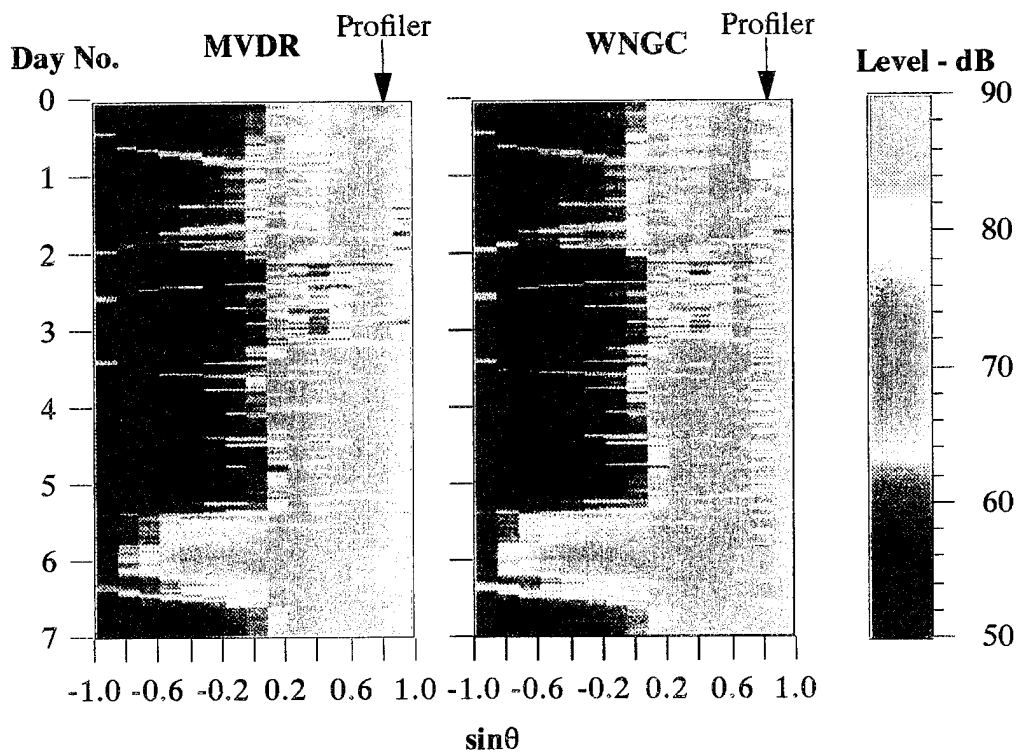 Profiler Profiler
MVDR WNGC
Day No. Level - dB
0 90
1
2 80
3
70
4
5 60
6
7 50
-1.0 -0.6 -0.2 0.2 0.6 1.0 -1.0 -0.6 -0.2 0.2 0.6 1.0
sinθ